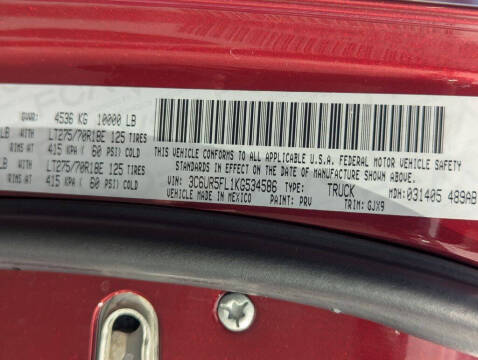 GVWR: 4536 KG 10000 LB
LB WITH LT275/70R18E 125 TIRES
RS AT 415 KPA ( 60 PSI) COLD
LB WITH LT275/70R18E 125 TIRES
RS AT 415 KPA ( 60 PSI) COLD
THIS VEHICLE CONFORMS TO ALL APPLICABLE U.S.A. FEDERAL MOTOR VEHICLE SAFETY
STANDARDS IN EFFECT ON THE DATE OF MANUFACTURE SHOWN ABOVE.
VIN: 3C6UR5FL1KG534586 TYPE: TRUCK MDH: 031405 489AB
VEHICLE MADE IN MEXICO PAINT: PRV TRIM: GJX9